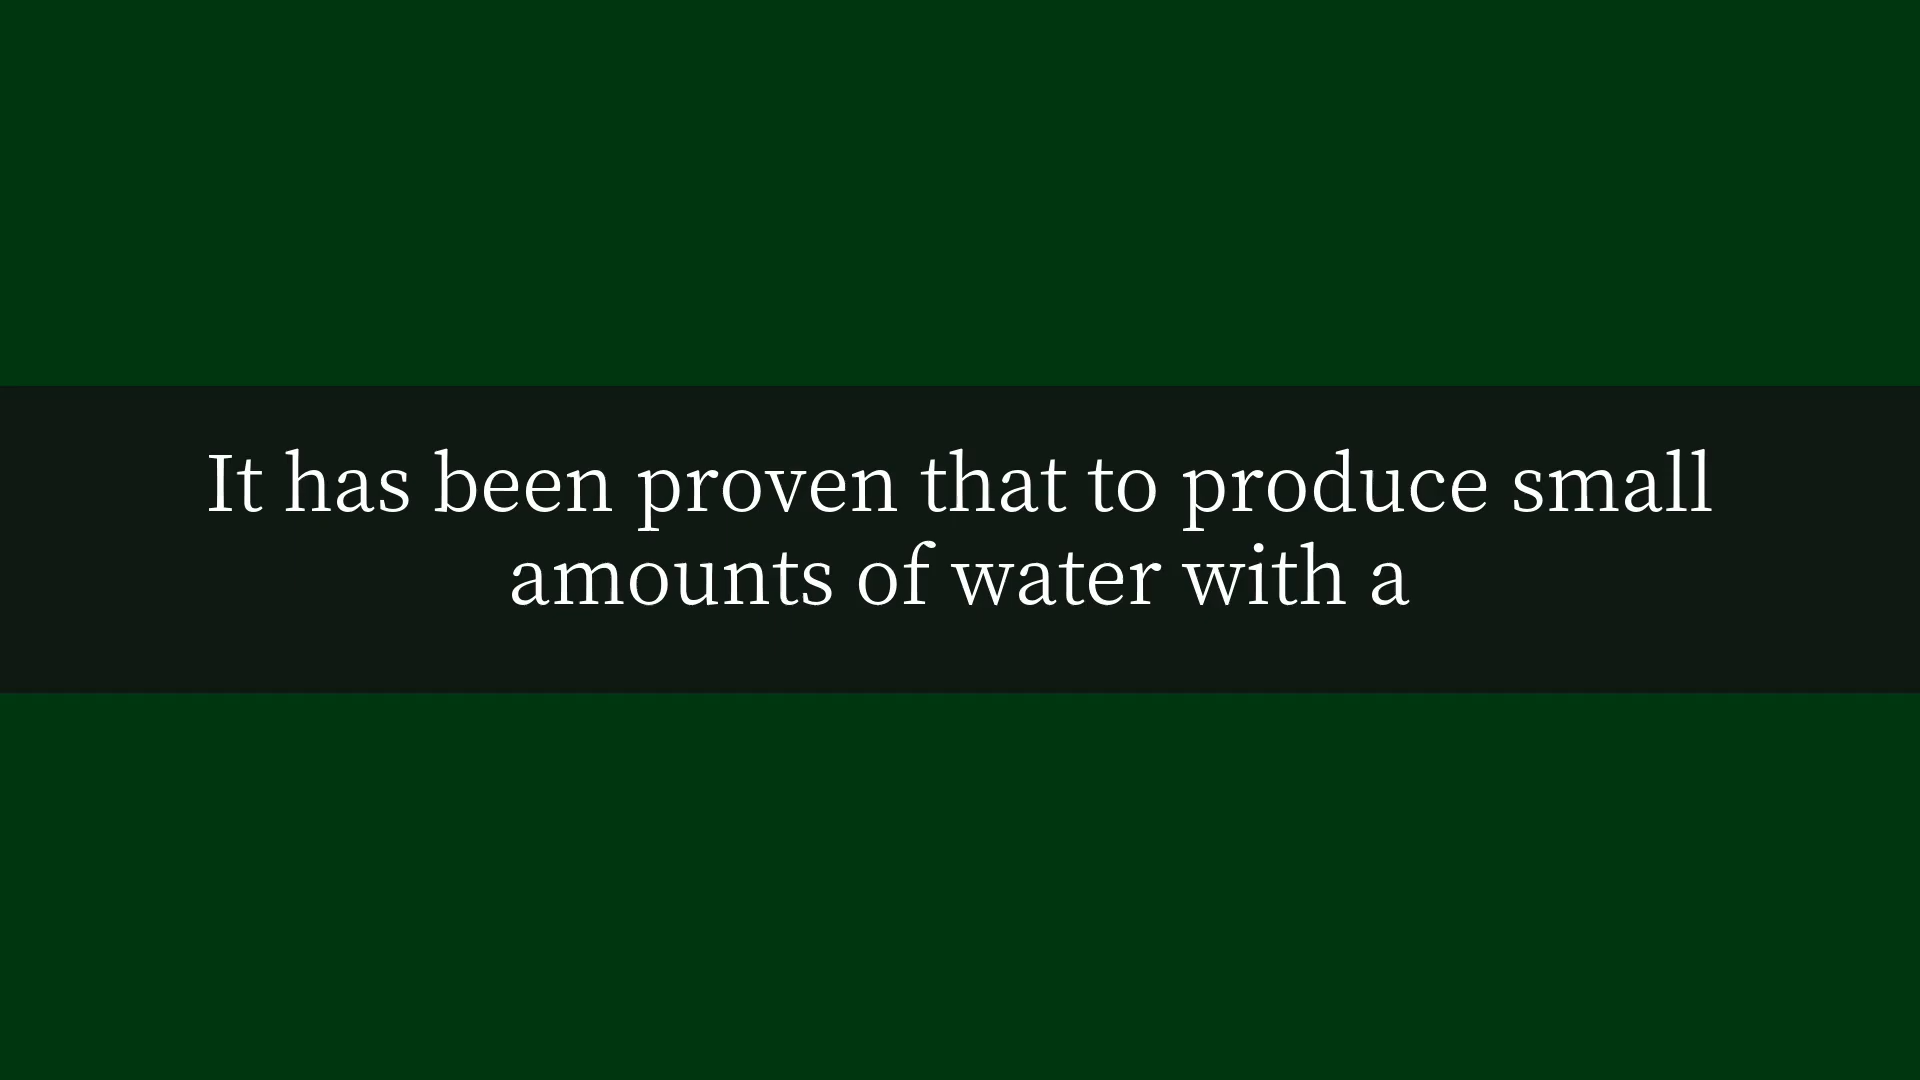 It has been proven that to produce small
amounts of water with a